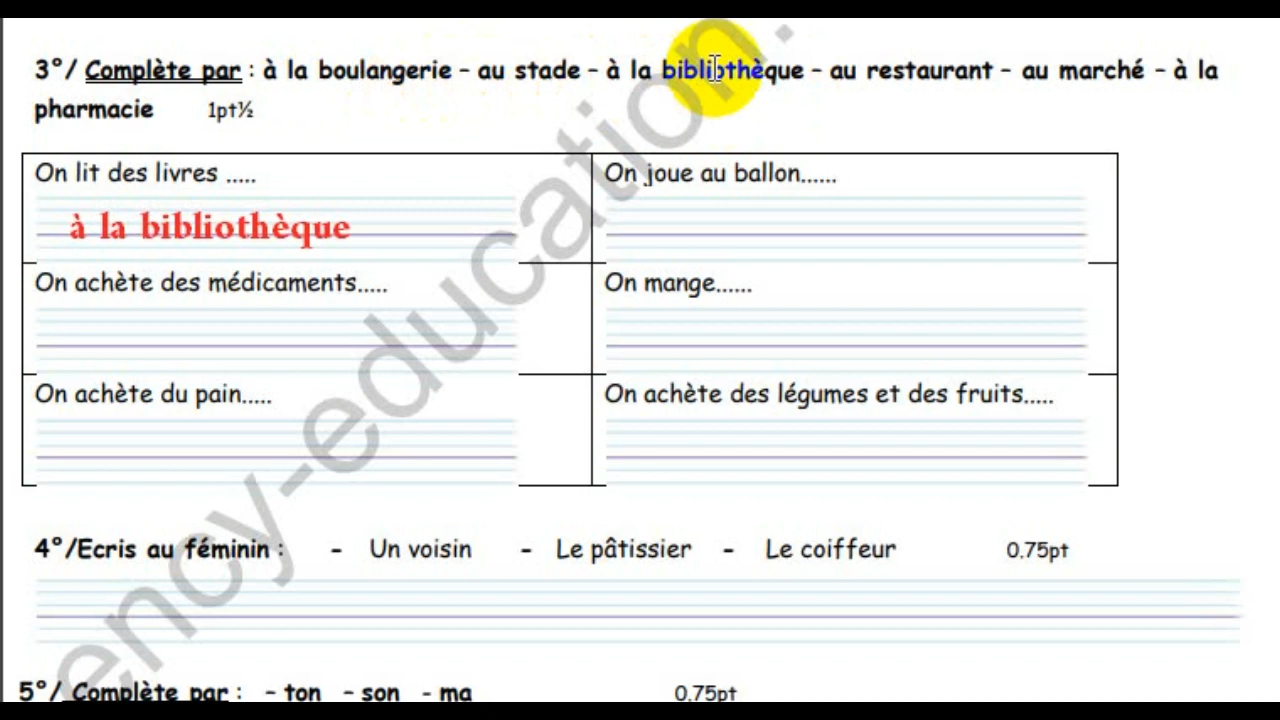 3°/ Complète par : à la boulangerie – au stade – à la bibliothèque – au restaurant – au marché – à la
pharmacie 1pt½
On lit des livres .....
à la bibliothèque
On joue au ballon......
On achète des médicaments.....
On mange......
On achète du pain.....
On achète des légumes et des fruits.....
4°/Ecris au féminin : - Un voisin - Le pâtissier - Le coiffeur 0.75pt
5°/ Complète par : - ton - son - ma 0.75pt
ency-education.